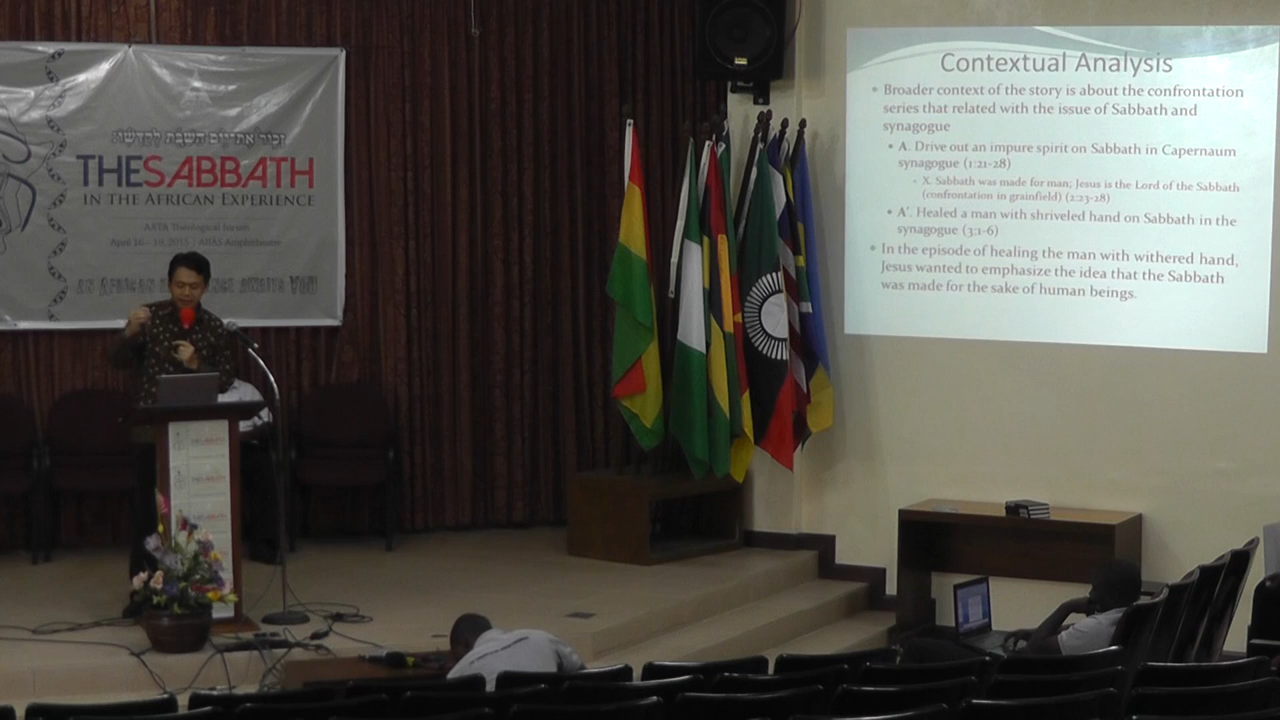 זכור את־יום השבת לקדשו
THESABBATH
IN THE AFRICAN EXPERIENCE
AATA Theological Forum
April 16 - 19, 2015 | ABAS Amphitheatre
AN AFRICAN
Contextual Analysis
• Broader context of the story is about the confrontation
series that related with the issue of Sabbath and
synagogue
• A. Drive out an impure spirit on Sabbath in Capernaum
synagogue (1:21-28)
- X. Sabbath was made for man; Jesus is the Lord of the Sabbath
(confrontation in grainfield) (2:23-28)
• A'. Healed a man with shriveled hand on Sabbath in the
synagogue (3:1-6)
• In the episode of healing the man with withered hand,
Jesus wanted to emphasize the idea that the Sabbath
was made for the sake of human beings.